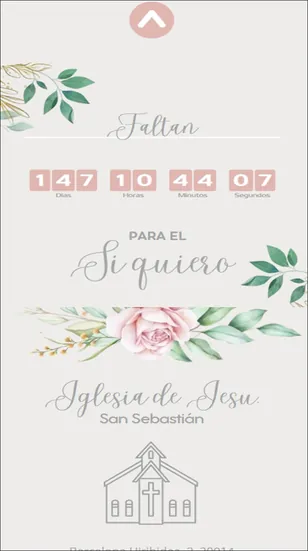 Faltan
147 10 44 07
Días Horas Minutos Segundos
PARA EL
Si quiero
Iglesia de Jesu.
San Sebastián